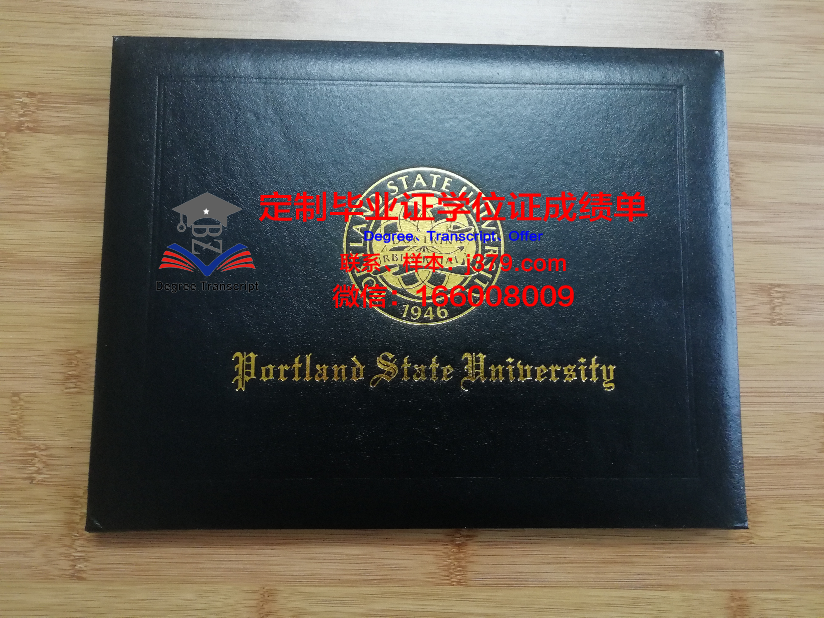 STATE U
定制毕业证学位证成绩单
Degree、Transcript、Offer
BZ
联系、样本：j879.com
Degree Transcript
微信：166008009
1946
Portland State University